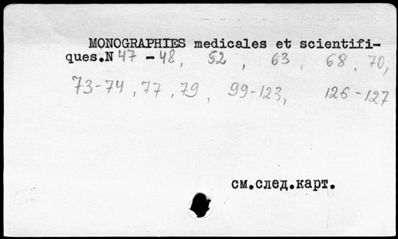 MONOGRAPHIES medicales et scientifi-
ques.N 47 - 48, 52, 63, 68, 70,
73-74, 77, 79, 99-123, 126-127
см.след.карт.